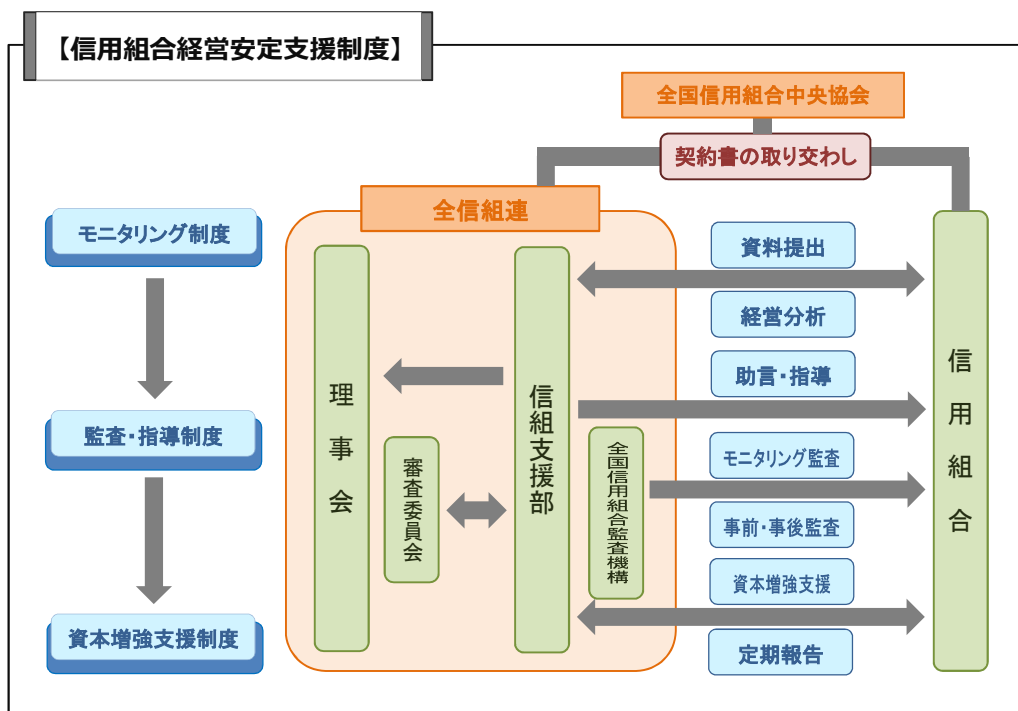 【信用組合経営安定支援制度】
全国信用組合中央協会
契約書の取り交わし
全信組連
モニタリング制度
監査・指導制度
資本増強支援制度
理事会
審査委員会
信組支援部
全国信用組合監査機構
資料提出
経営分析
助言・指導
モニタリング監査
事前・事後監査
資本増強支援
定期報告
信用組合